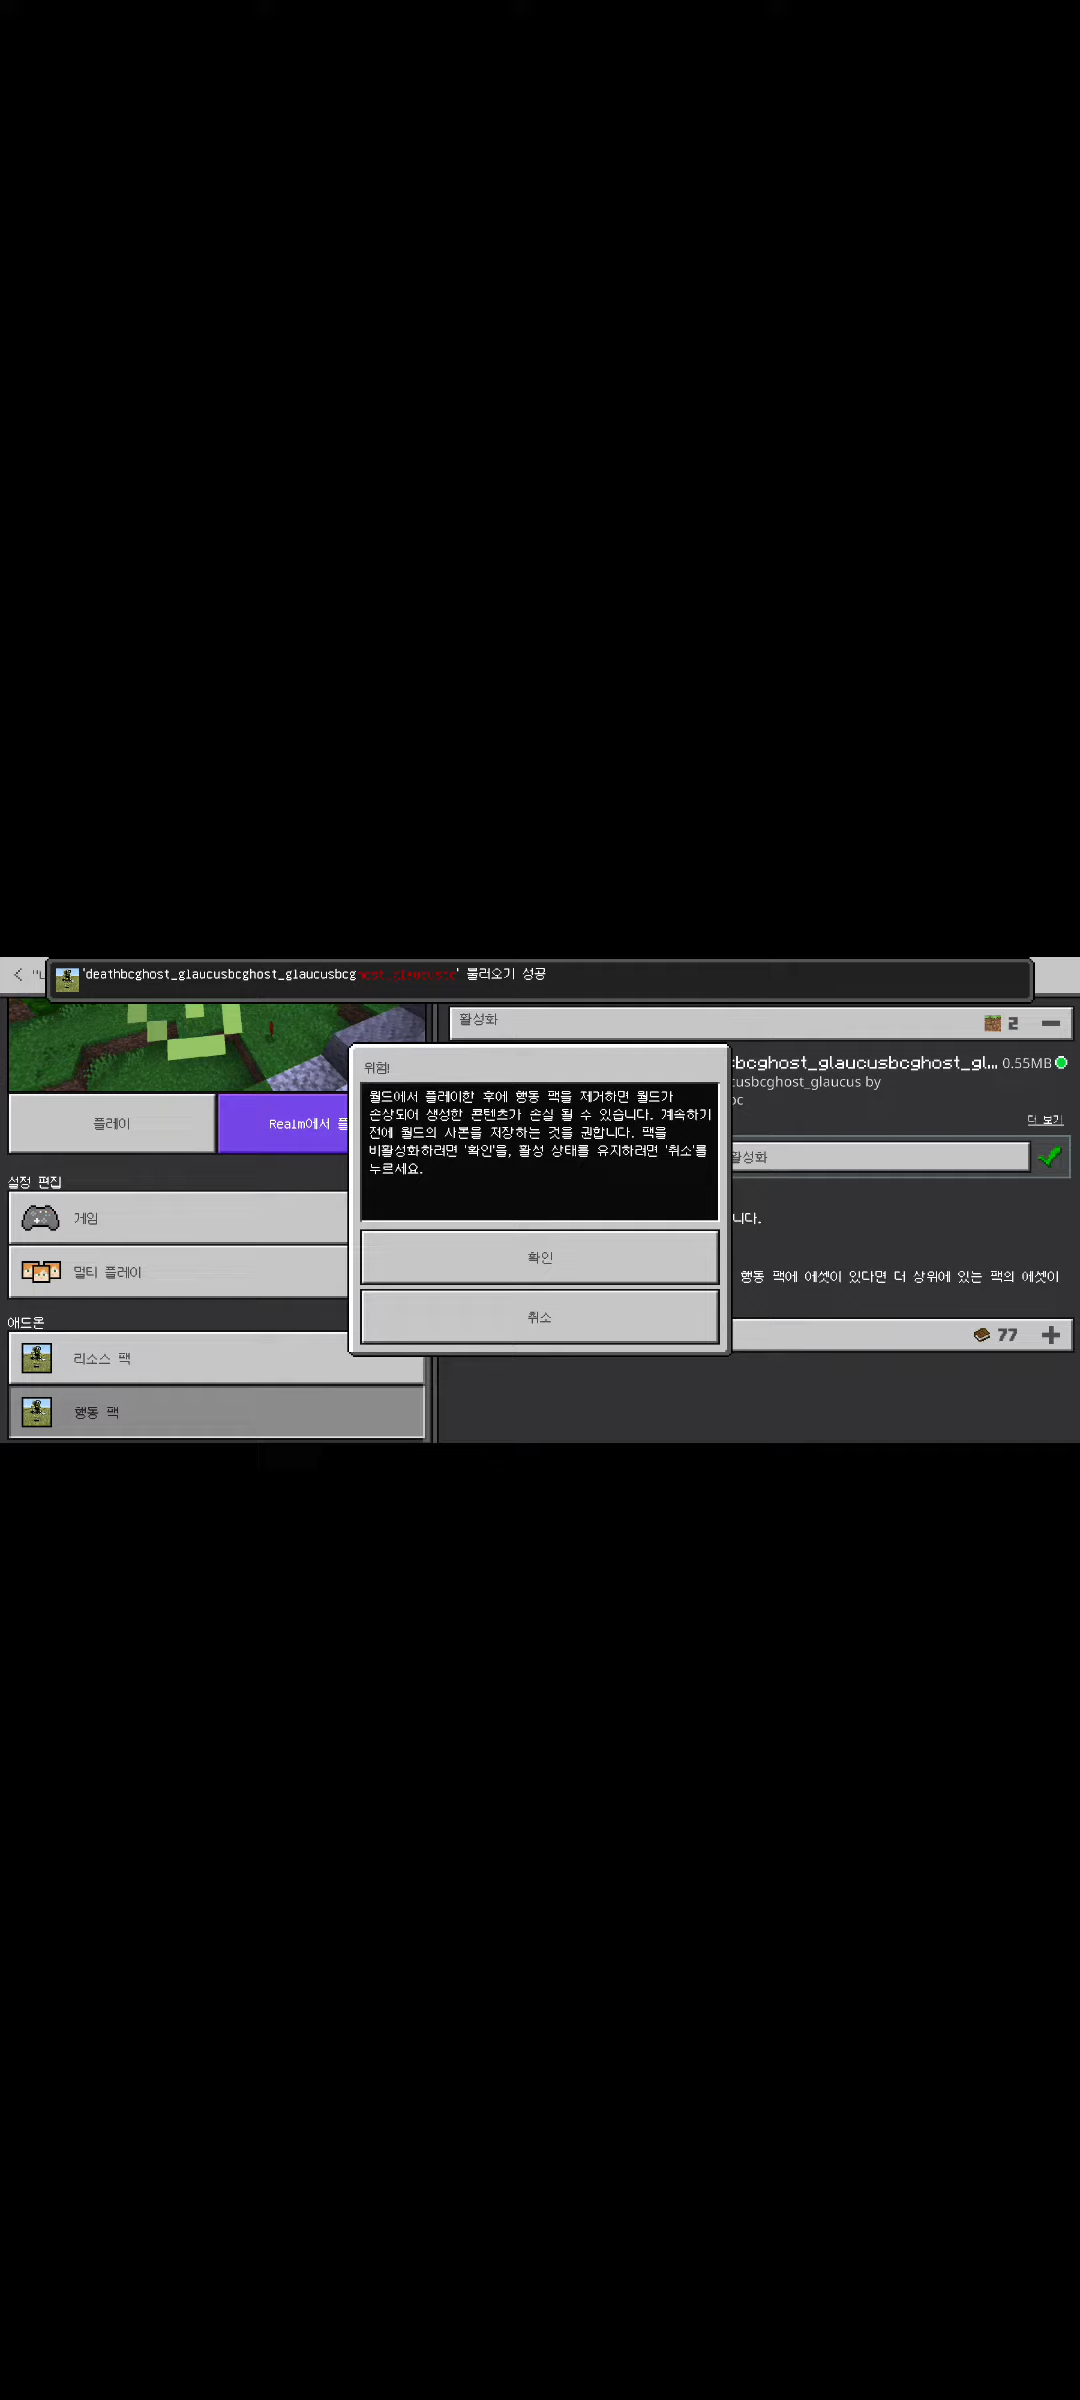 'deathbcghost_glaucusbcghost_glaucusbcghost_glaucusbc' 불러오기 성공
활성화
2
위험!
월드에서 플레이한 후에 행동 팩을 제거하면 월드가
손상되어 생성한 콘텐츠가 손실 될 수 있습니다. 계속하기
전에 월드의 사본을 저장하는 것을 권합니다. 팩을
비활성화하려면 '확인'을, 활성 상태를 유지하려면 '취소'를
누르세요.
확인
취소
플레이
Realm에서 플
설정 편집
게임
멀티 플레이
애드온
리소스 팩
행동 팩
bcghost_glaucusbcghost_gl... 0.55MB
cusbcghost_glaucus by
더 보기
활성화
니다.
행동 팩에 에셋이 있다면 더 상위에 있는 팩의 에셋이
77